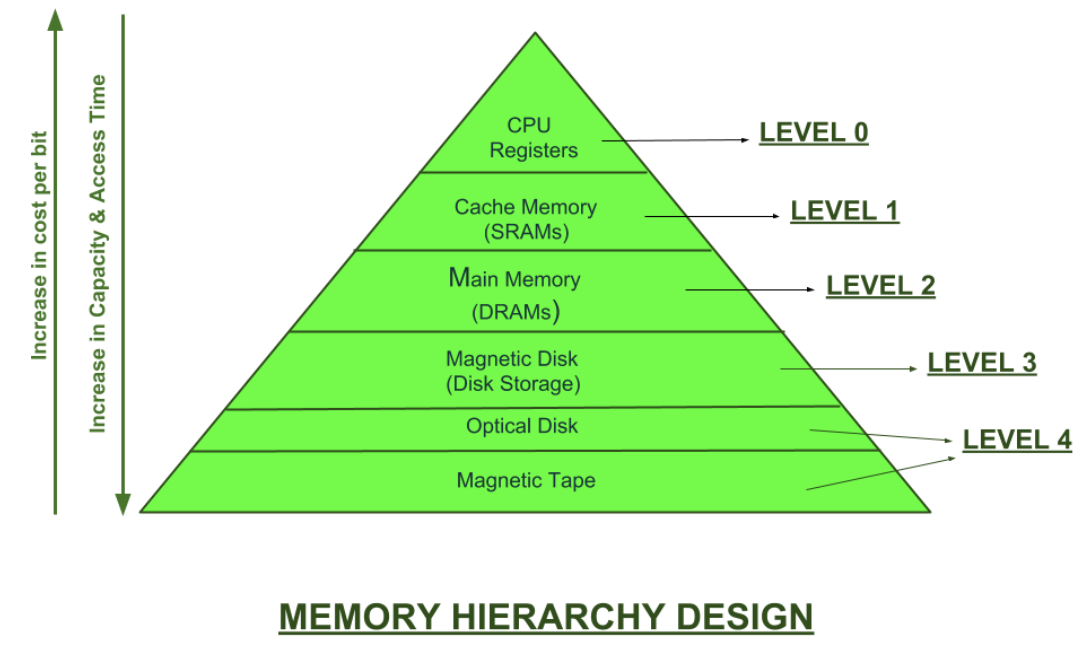 Increase in cost per bit
Increase in Capacity & Access Time
CPU
Registers
LEVEL 0
Cache Memory
(SRAMs)
LEVEL 1
Main Memory
(DRAMs)
LEVEL 2
Magnetic Disk
(Disk Storage)
LEVEL 3
Optical Disk
LEVEL 4
Magnetic Tape
MEMORY HIERARCHY DESIGN